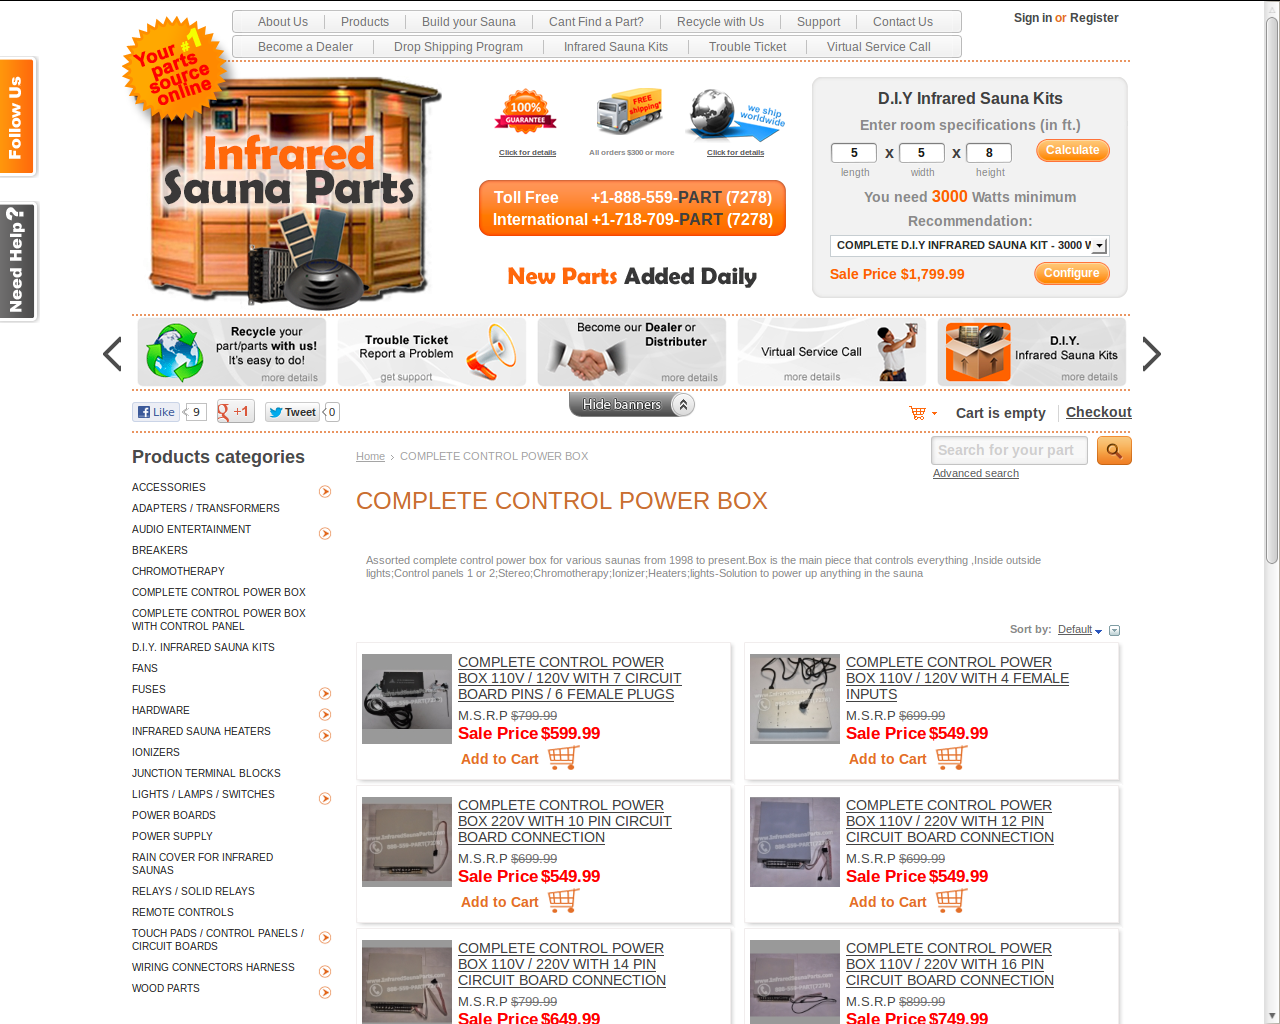 About Us
Products
Build your Sauna
Cant Find a Part?
Recycle with Us
Support
Contact Us
Sign in or Register
Become a Dealer
Drop Shipping Program
Infrared Sauna Kits
Trouble Ticket
Virtual Service Call
Your #1
parts
source
online
Follow Us
Need Help?
Infrared
Sauna Parts
100%
GUARANTEE
FREE
shipping*
we ship
worldwide
Click for details
All orders $300 or more
Click for details
Toll Free +1-888-559-PART (7278)
International +1-718-709-PART (7278)
New Parts Added Daily
D.I.Y Infrared Sauna Kits
Enter room specifications (in ft.)
5 x 5 x 8
Calculate
length width height
You need 3000 Watts minimum
Recommendation:
COMPLETE D.I.Y INFRARED SAUNA KIT - 3000 W
Sale Price $1,799.99
Configure
Recycle your
part/parts with us!
It's easy to do!
more details
Trouble Ticket
Report a Problem
get support
Become our Dealer or
Distributer
more details
Virtual Service Call
more details
D.I.Y.
Infrared Sauna Kits
more details
Like 9
+1
Tweet 0
Hide banners
Cart is empty
Checkout
Products categories
Home
COMPLETE CONTROL POWER BOX
Search for your part
Advanced search
ACCESSORIES
ADAPTERS / TRANSFORMERS
AUDIO ENTERTAINMENT
BREAKERS
CHROMOTHERAPY
COMPLETE CONTROL POWER BOX
COMPLETE CONTROL POWER BOX
WITH CONTROL PANEL
D.I.Y. INFRARED SAUNA KITS
FANS
FUSES
HARDWARE
INFRARED SAUNA HEATERS
IONIZERS
JUNCTION TERMINAL BLOCKS
LIGHTS / LAMPS / SWITCHES
POWER BOARDS
POWER SUPPLY
RAIN COVER FOR INFRARED
SAUNAS
RELAYS / SOLID RELAYS
REMOTE CONTROLS
TOUCH PADS / CONTROL PANELS /
CIRCUIT BOARDS
WIRING CONNECTORS HARNESS
WOOD PARTS
COMPLETE CONTROL POWER BOX
Assorted complete control power box for various saunas from 1998 to present.Box is the main piece that controls everything ,Inside outside
lights;Control panels 1 or 2;Stereo;Chromotherapy;Ionizer;Heaters;lights-Solution to power up anything in the sauna
Sort by: Default
COMPLETE CONTROL POWER
BOX 110V / 120V WITH 7 CIRCUIT
BOARD PINS / 6 FEMALE PLUGS
M.S.R.P $799.99
Sale Price $599.99
Add to Cart
COMPLETE CONTROL POWER
BOX 110V / 120V WITH 4 FEMALE
INPUTS
M.S.R.P $699.99
Sale Price $549.99
Add to Cart
COMPLETE CONTROL POWER
BOX 220V WITH 10 PIN CIRCUIT
BOARD CONNECTION
M.S.R.P $699.99
Sale Price $549.99
Add to Cart
COMPLETE CONTROL POWER
BOX 110V / 220V WITH 12 PIN
CIRCUIT BOARD CONNECTION
M.S.R.P $699.99
Sale Price $549.99
Add to Cart
COMPLETE CONTROL POWER
BOX 110V / 220V WITH 14 PIN
CIRCUIT BOARD CONNECTION
M.S.R.P $799.99
Sale Price $649.99
COMPLETE CONTROL POWER
BOX 110V / 220V WITH 16 PIN
CIRCUIT BOARD CONNECTION
M.S.R.P $899.99
Sale Price $749.99